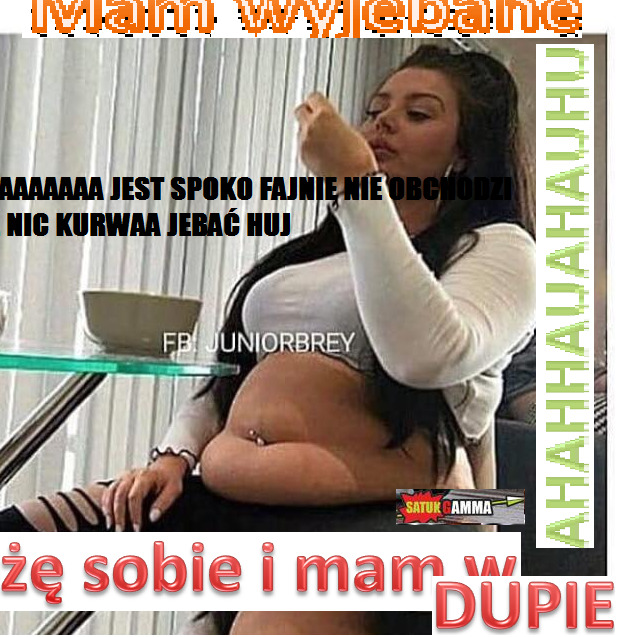 Mam wyjebane
AAAAAAA JEST SPOKO FAJNIE NIE OBCHODZI
NIC KURWAA JEBAĆ HUJ
AHAHHAUAHAUHU
FB: JUNIORBREY
SATUK GAMMA
żę sobie i mam w
DUPIE